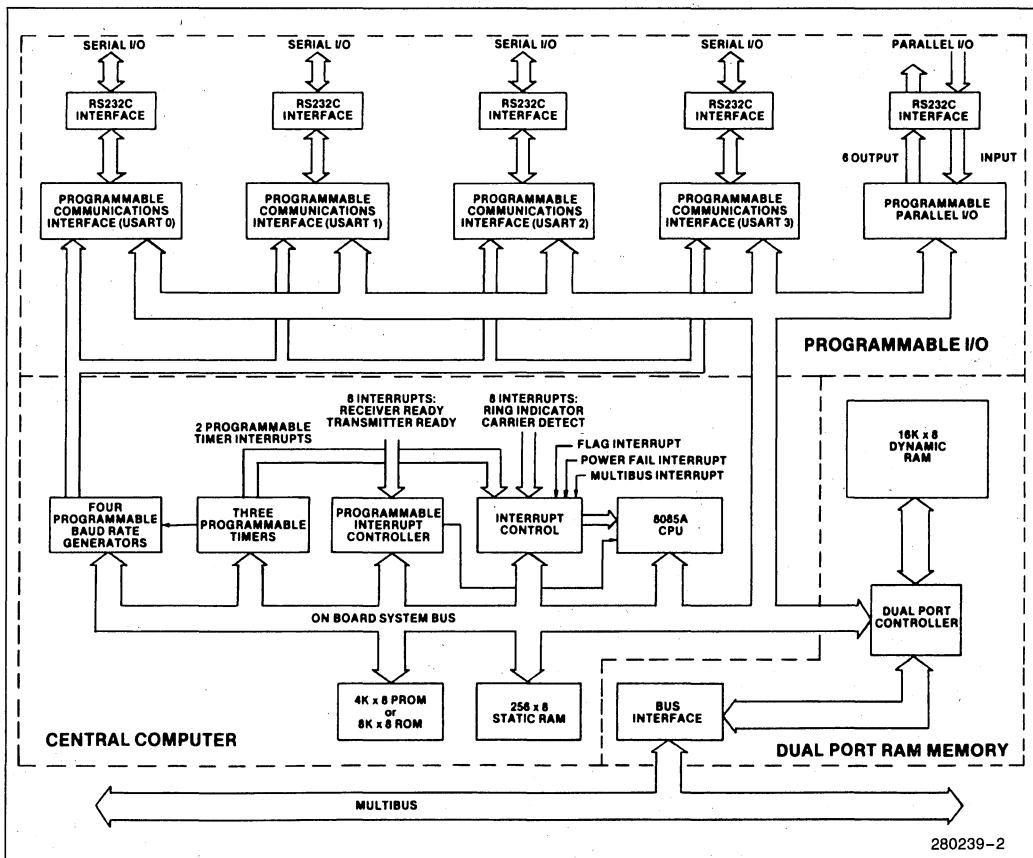 SERIAL I/O
SERIAL I/O
SERIAL I/O
SERIAL I/O
PARALLEL I/O
RS232C
INTERFACE
RS232C
INTERFACE
RS232C
INTERFACE
RS232C
INTERFACE
RS232C
INTERFACE
6 OUTPUT
INPUT
PROGRAMMABLE
COMMUNICATIONS
INTERFACE (USART 0)
PROGRAMMABLE
COMMUNICATIONS
INTERFACE (USART 1)
PROGRAMMABLE
COMMUNICATIONS
INTERFACE (USART 2)
PROGRAMMABLE
COMMUNICATIONS
INTERFACE (USART 3)
PROGRAMMABLE
PARALLEL I/O
PROGRAMMABLE I/O
2 PROGRAMMABLE
TIMER INTERRUPTS
8 INTERRUPTS:
RECEIVER READY
TRANSMITTER READY
8 INTERRUPTS:
RING INDICATOR
CARRIER DETECT
FLAG INTERRUPT
POWER FAIL INTERRUPT
MULTIBUS INTERRUPT
16K x 8
DYNAMIC
RAM
FOUR
PROGRAMMABLE
BAUD RATE
GENERATORS
THREE
PROGRAMMABLE
TIMERS
PROGRAMMABLE
INTERRUPT
CONTROLLER
INTERRUPT
CONTROL
8085A
CPU
ON BOARD SYSTEM BUS
DUAL PORT
CONTROLLER
4K x 8 PROM
or
8K x 8 ROM
256 x 8
STATIC RAM
BUS
INTERFACE
CENTRAL COMPUTER
DUAL PORT RAM MEMORY
MULTIBUS
280239-2